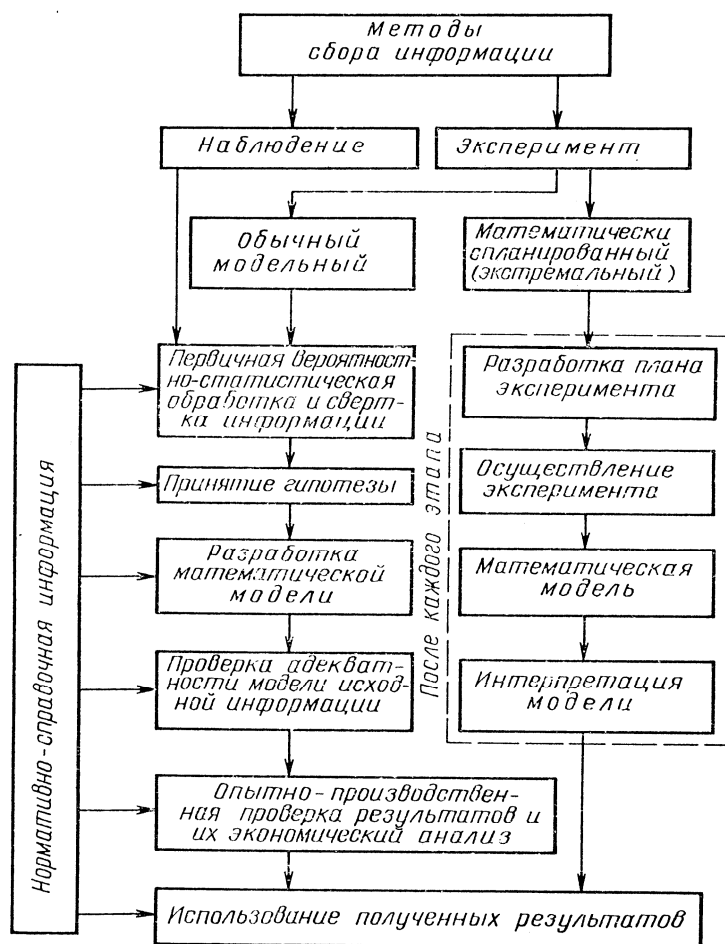 Методы
сбора информации
Наблюдение
Эксперимент
Обычный
модельный
Математически
спланированный
(экстремальный)
Первичная вероятност-
но-статистическая
обработка и сверт-
ка информации
Разработка плана
эксперимента
Принятие гипотезы
Осуществление
эксперимента
Разработка
математической
модели
Математическая
модель
Проверка адекват-
ности модели исход-
ной информации
Интерпретация
модели
После каждого этапа
Нормативно-справочная информация
Опытно-производствен-
ная проверка результатов и
их экономический анализ
Использование полученных результатов